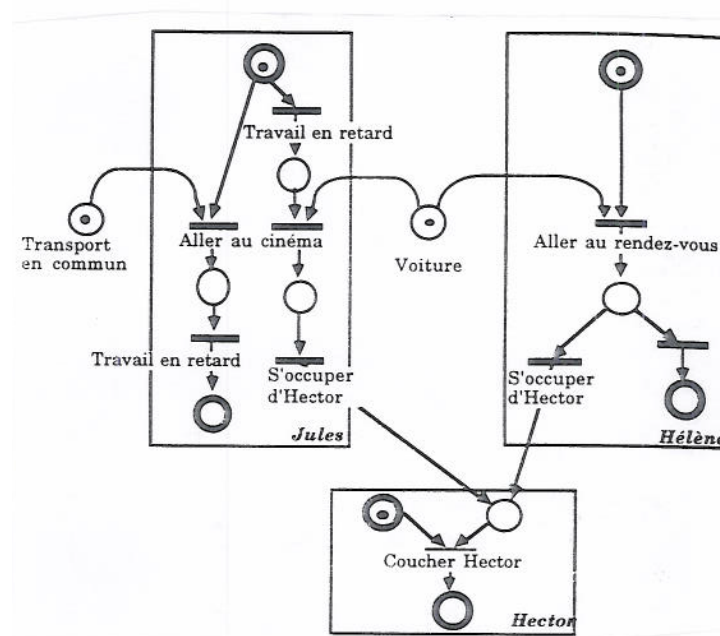 Travail en retard
Transport
en commun
Aller au cinéma
Voiture
Aller au rendez-vous
Travail en retard
S'occuper
d'Hector
S'occuper
d'Hector
Jules
Hélène
Coucher Hector
Hector